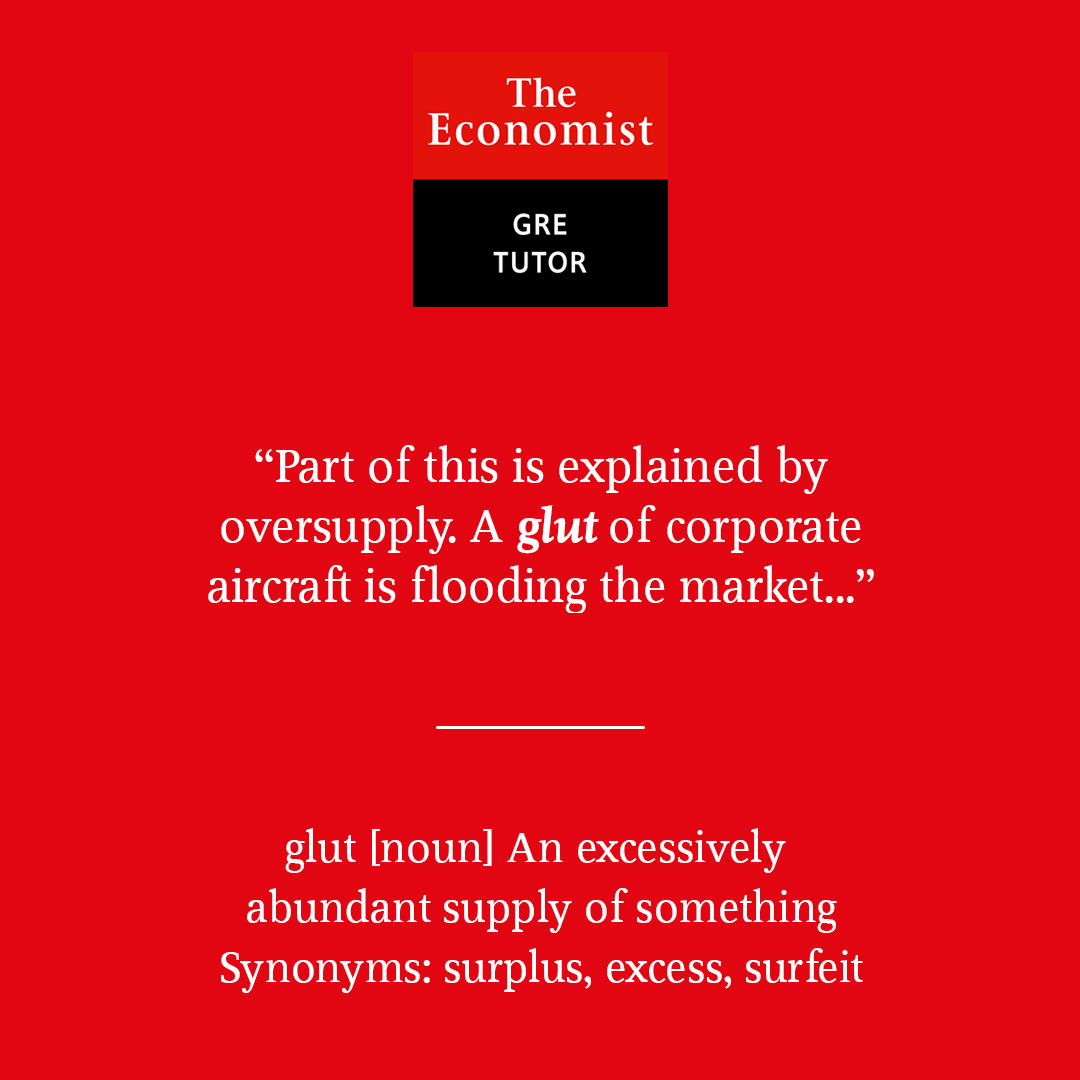 The
Economist
GRE
TUTOR
“Part of this is explained by
oversupply. A glut of corporate
aircraft is flooding the market...”
glut [noun] An excessively
abundant supply of something
Synonyms: surplus, excess, surfeit